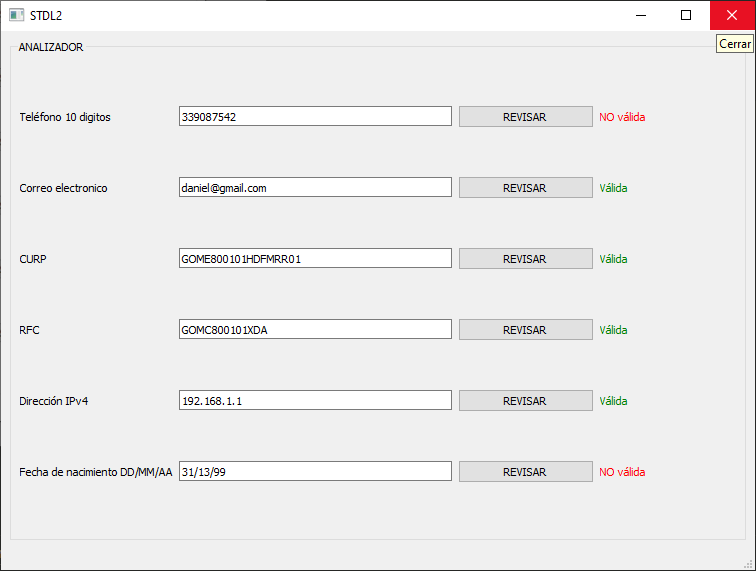 STDL2
Cerrar
ANALIZADOR
Teléfono 10 digitos 339087542 REVISAR NO válida
Correo electronico daniel@gmail.com REVISAR Válida
CURP GOME800101HDFMRR01 REVISAR Válida
RFC GOMC800101XDA REVISAR Válida
Dirección IPv4 192.168.1.1 REVISAR Válida
Fecha de nacimiento DD/MM/AA 31/13/99 REVISAR NO válida